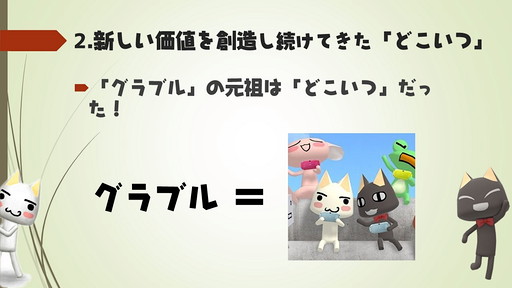 2.新しい価値を創造し続けてきた「どこいつ」
「グラブル」の元祖は「どこいつ」だっ
た！
グラブル ＝